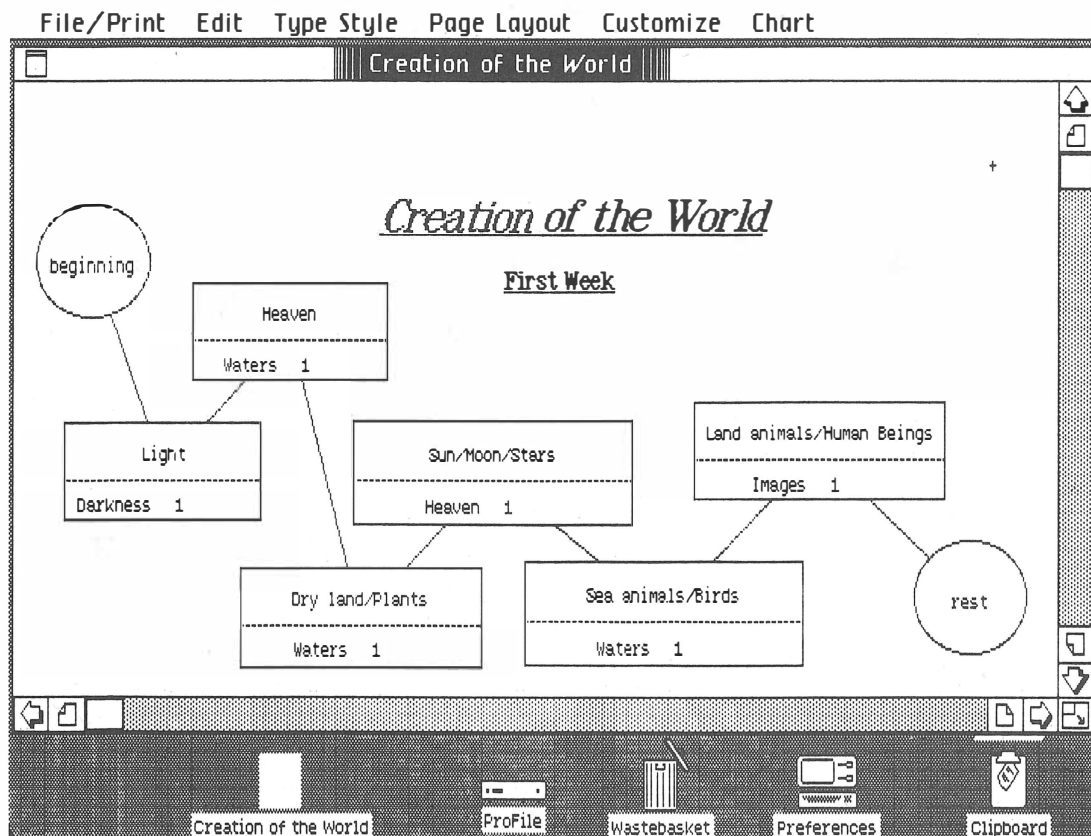 File/Print Edit Type Style Page Layout Customize Chart
Creation of the World
Creation of the World
First Week
beginning
Heaven
Waters 1
Light
Darkness 1
Sun/Moon/Stars
Heaven 1
Land animals/Human Beings
Images 1
Dry land/Plants
Waters 1
Sea animals/Birds
Waters 1
rest
Creation of the World
ProFile
Wastebasket
Preferences
Clipboard